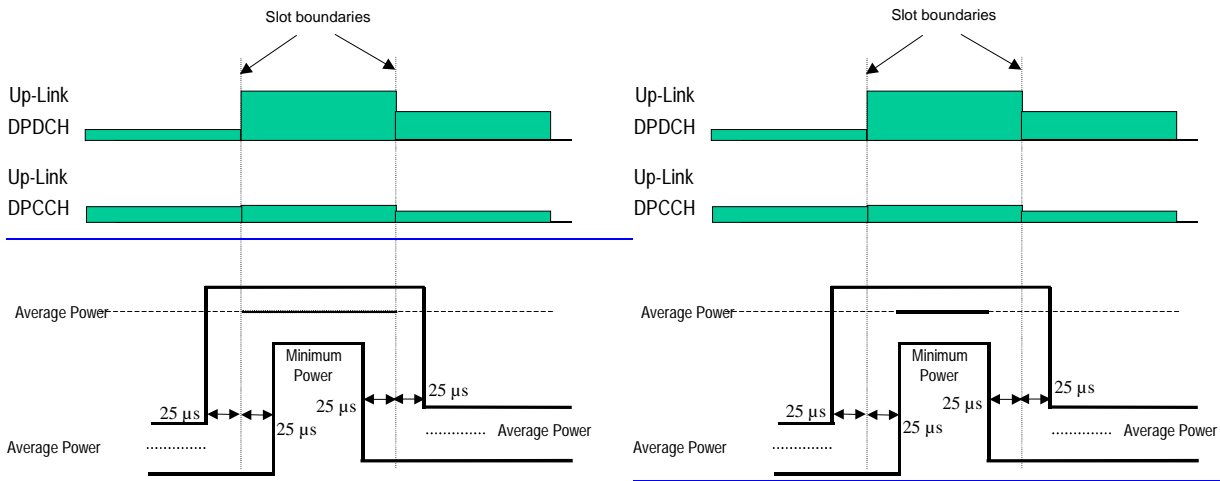 Slot boundaries
Up-Link
DPDCH
Up-Link
DPCCH
Average Power
Minimum
Power
25 µs
25 µs
25 µs
25 µs
Average Power
Average Power
Slot boundaries
Up-Link
DPDCH
Up-Link
DPCCH
Average Power
Minimum
Power
25 µs
25 µs
25 µs
25 µs
Average Power
Average Power